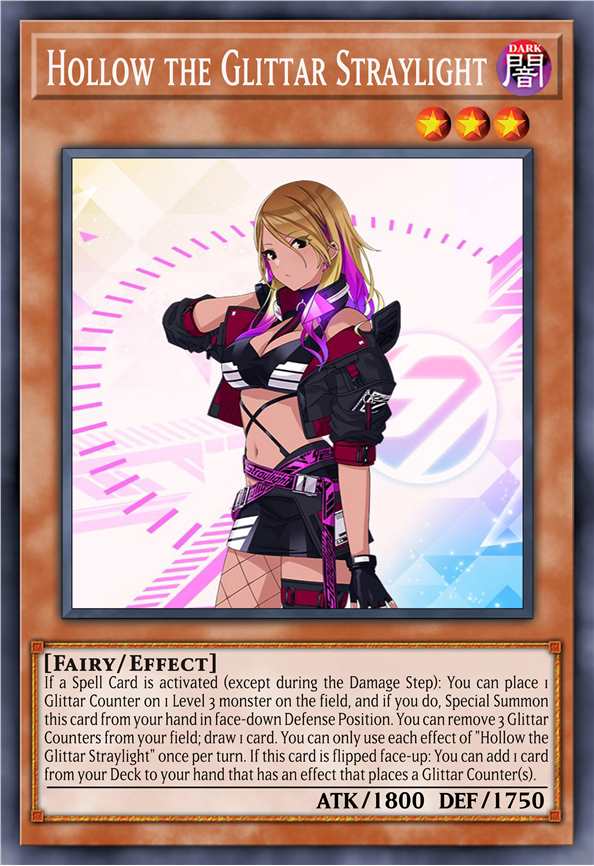 Hollow the Glittar Straylight
DARK
闇
[Fairy/Effect]
If a Spell Card is activated (except during the Damage Step): You can place 1
Glittar Counter on 1 Level 3 monster on the field, and if you do, Special Summon
this card from your hand in face-down Defense Position. You can remove 3 Glittar
Counters from your field; draw 1 card. You can only use each effect of "Hollow the
Glittar Straylight" once per turn. If this card is flipped face-up: You can add 1 card
from your Deck to your hand that has an effect that places a Glittar Counter(s).
ATK/1800 DEF/1750